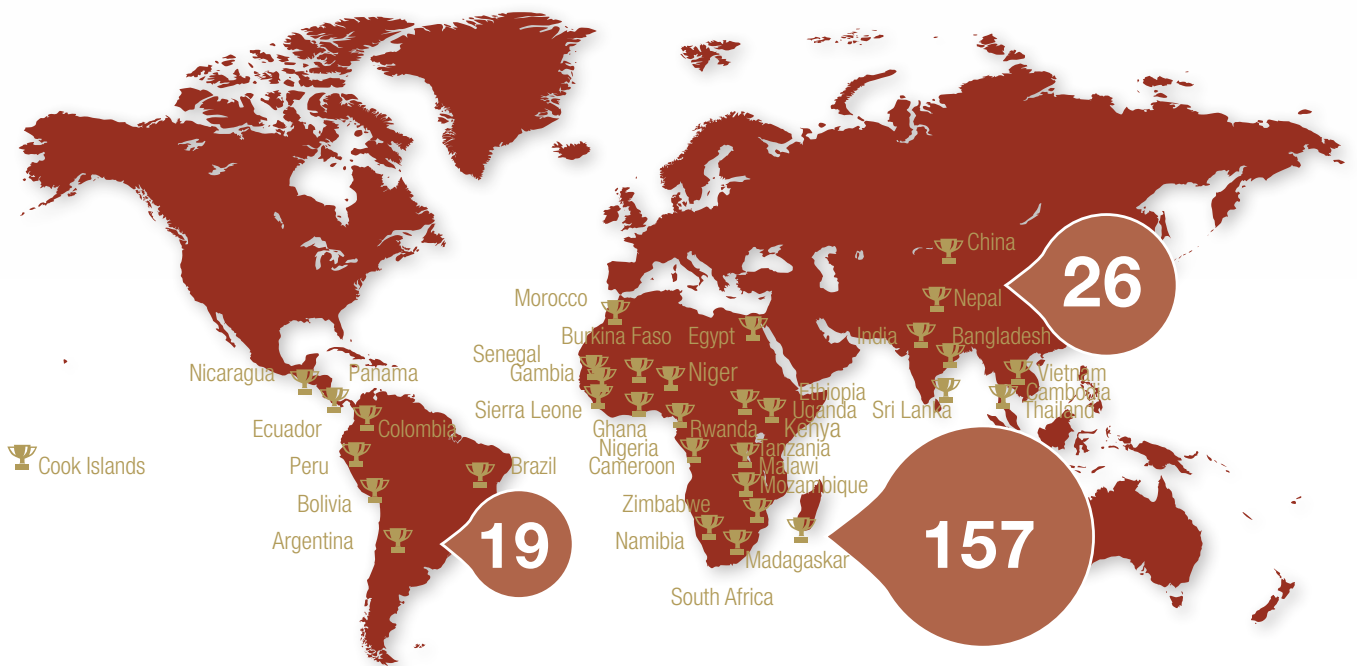 China
26
Nepal
Morocco
Burkina Faso
Egypt
India
Bangladesh
Senegal
Nicaragua
Panama
Gambia
Niger
Vietnam
Ethiopia
Cambodia
Sierra Leone
Uganda
Sri Lanka
Thailand
Ecuador
Colombia
Ghana
Rwanda
Kenya
Nigeria
Tanzania
Cook Islands
Peru
Brazil
Cameroon
Malawi
Mozambique
Bolivia
Zimbabwe
Argentina
19
Namibia
157
Madagaskar
South Africa